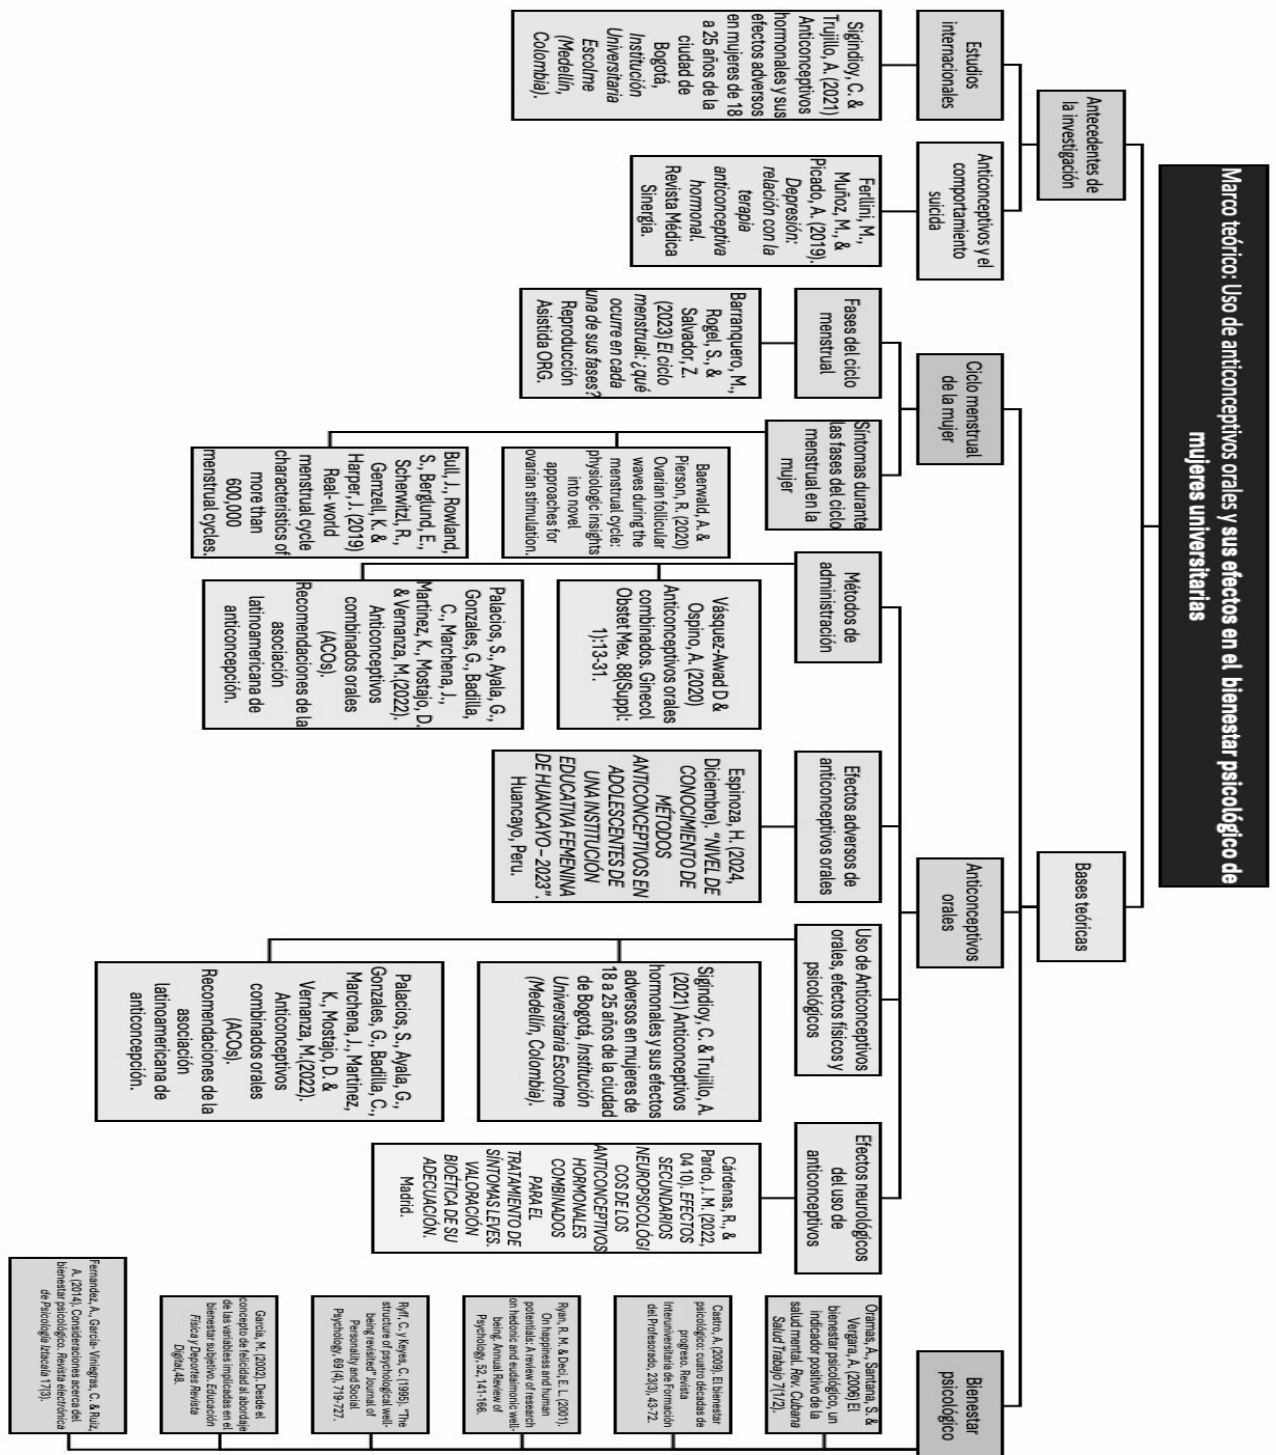 Marco teórico: Uso de anticonceptivos orales y sus efectos en el bienestar psicológico de
mujeres universitarias
Antecedentes de
la investigación
Estudios
internacionales
Sigindioy, C. &
Trujillo, A. (2021)
Anticonceptivos
hormonales y sus
efectos adversos
en mujeres de 18
a 25 años de la
ciudad de
Bogotá,
Institución
Universitaria
Escolme
(Medellín,
Colombia).
Anticonceptivos y el
comportamiento
suicida
Ferllini, M.,
Muñoz, M., &
Picado, A. (2019).
Depresión:
relación con la
terapia
anticonceptiva
hormonal.
Revista Médica
Sinergia.
Bases teóricas
Ciclo menstrual
de la mujer
Fases del ciclo
menstrual
Barranquero, M.,
Rogel, S., &
Salvador, Z.
(2023) El ciclo
menstrual: ¿qué
ocurre en cada
una de sus fases?
Reproducción
Asistida ORG.
Síntomas durante
las fases del ciclo
menstrual en la
mujer
Baerwald, A. &
Pierson, R. (2020)
Ovarian follicular
waves during the
menstrual cycle:
physiologic insights
into novel
approaches for
ovarian stimulation.
Bull, J., Rowland,
S., Berglund, E.,
Scherwitzl, R.,
Gemzell, K. &
Harper, J. (2019)
Real- world
menstrual cycle
characteristics of
more than
600,000
menstrual cycles.
Anticonceptivos
orales
Métodos de
administración
Vásquez-Awad D &
Ospino, A. (2020)
Anticonceptivos orales
combinados. Ginecol
Obstet Mex. 88(Suppl:
1):13-31.
Palacios, S., Ayala, G.,
Gonzales, G., Badilla,
C., Marchena, J.,
Martinez, K., Mostajo, D.
& Vernanza, M.(2022).
Anticonceptivos
combinados orales
(ACOs).
Recomendaciones de la
asociación
latinoamericana de
anticoncepción.
Efectos adversos de
anticonceptivos orales
Espinoza, H. (2024,
Diciembre). "NIVEL DE
CONOCIMIENTO DE
MÉTODOS
ANTICONCEPTIVOS EN
ADOLESCENTES DE
UNA INSTITUCIÓN
EDUCATIVA FEMENINA
DE HUANCAYO – 2023".
Huancayo, Peru.
Uso de Anticonceptivos
orales, efectos físicos y
psicológicos
Sigindioy, C. & Trujillo, A.
(2021) Anticonceptivos
hormonales y sus efectos
adversos en mujeres de
18 a 25 años de la ciudad
de Bogotá, Institución
Universitaria Escolme
(Medellín, Colombia).
Palacios, S., Ayala, G.,
Gonzales, G., Badilla, C.,
Marchena, J., Martinez,
K., Mostajo, D. &
Vernanza, M.(2022).
Anticonceptivos
combinados orales
(ACOs).
Recomendaciones de la
asociación
latinoamericana de
anticoncepción.
Efectos neurológicos
del uso de
anticonceptivos
Cárdenas, R., &
Pardo, J. M. (2022,
04 10). EFECTOS
SECUNDARIOS
NEUROPSICOLÓGI
COS DE LOS
ANTICONCEPTIVOS
HORMONALES
COMBINADOS
PARA EL
TRATAMIENTO DE
SÍNTOMAS LEVES.
VALORACIÓN
BIOÉTICA DE SU
ADECUACIÓN.
Madrid.
Bienestar
psicológico
Oramas, A., Santana, S. &
Vergara, A. (2006) El
bienestar psicológico, un
indicador positivo de la
salud mental. Rev. Cubana
Salud Trabajo 7(1/2).
Castro, A. (2009). El bienestar
psicológico: cuatro décadas de
progreso. Revista
Interuniversitaria de Formación
del Profesorado, 23(3), 43-72.
Ryan, R. M. & Deci, E. L. (2001).
On happiness and human
potentials: A review of research
on hedonic and eudaimonic well-
being. Annual Review of
Psychology, 52, 141-166.
Ryff, C. y Keyes, C. (1995). "The
structure of psychological well-
being revisited" Journal of
Personality and Social
Psychology, 69 (4), 719-727.
García, M. (2002). Desde el
concepto de felicidad al abordaje
de las variables implicadas en el
bienestar subjetivo. Educación
Física y Deportes Revista
Digital,48.
Fernandez, A., García- Viniegras, C. & Ruiz,
A. (2014). Consideraciones acerca del
bienestar psicológico. Revista electrónica
de Psicología Iztacala 17(3).